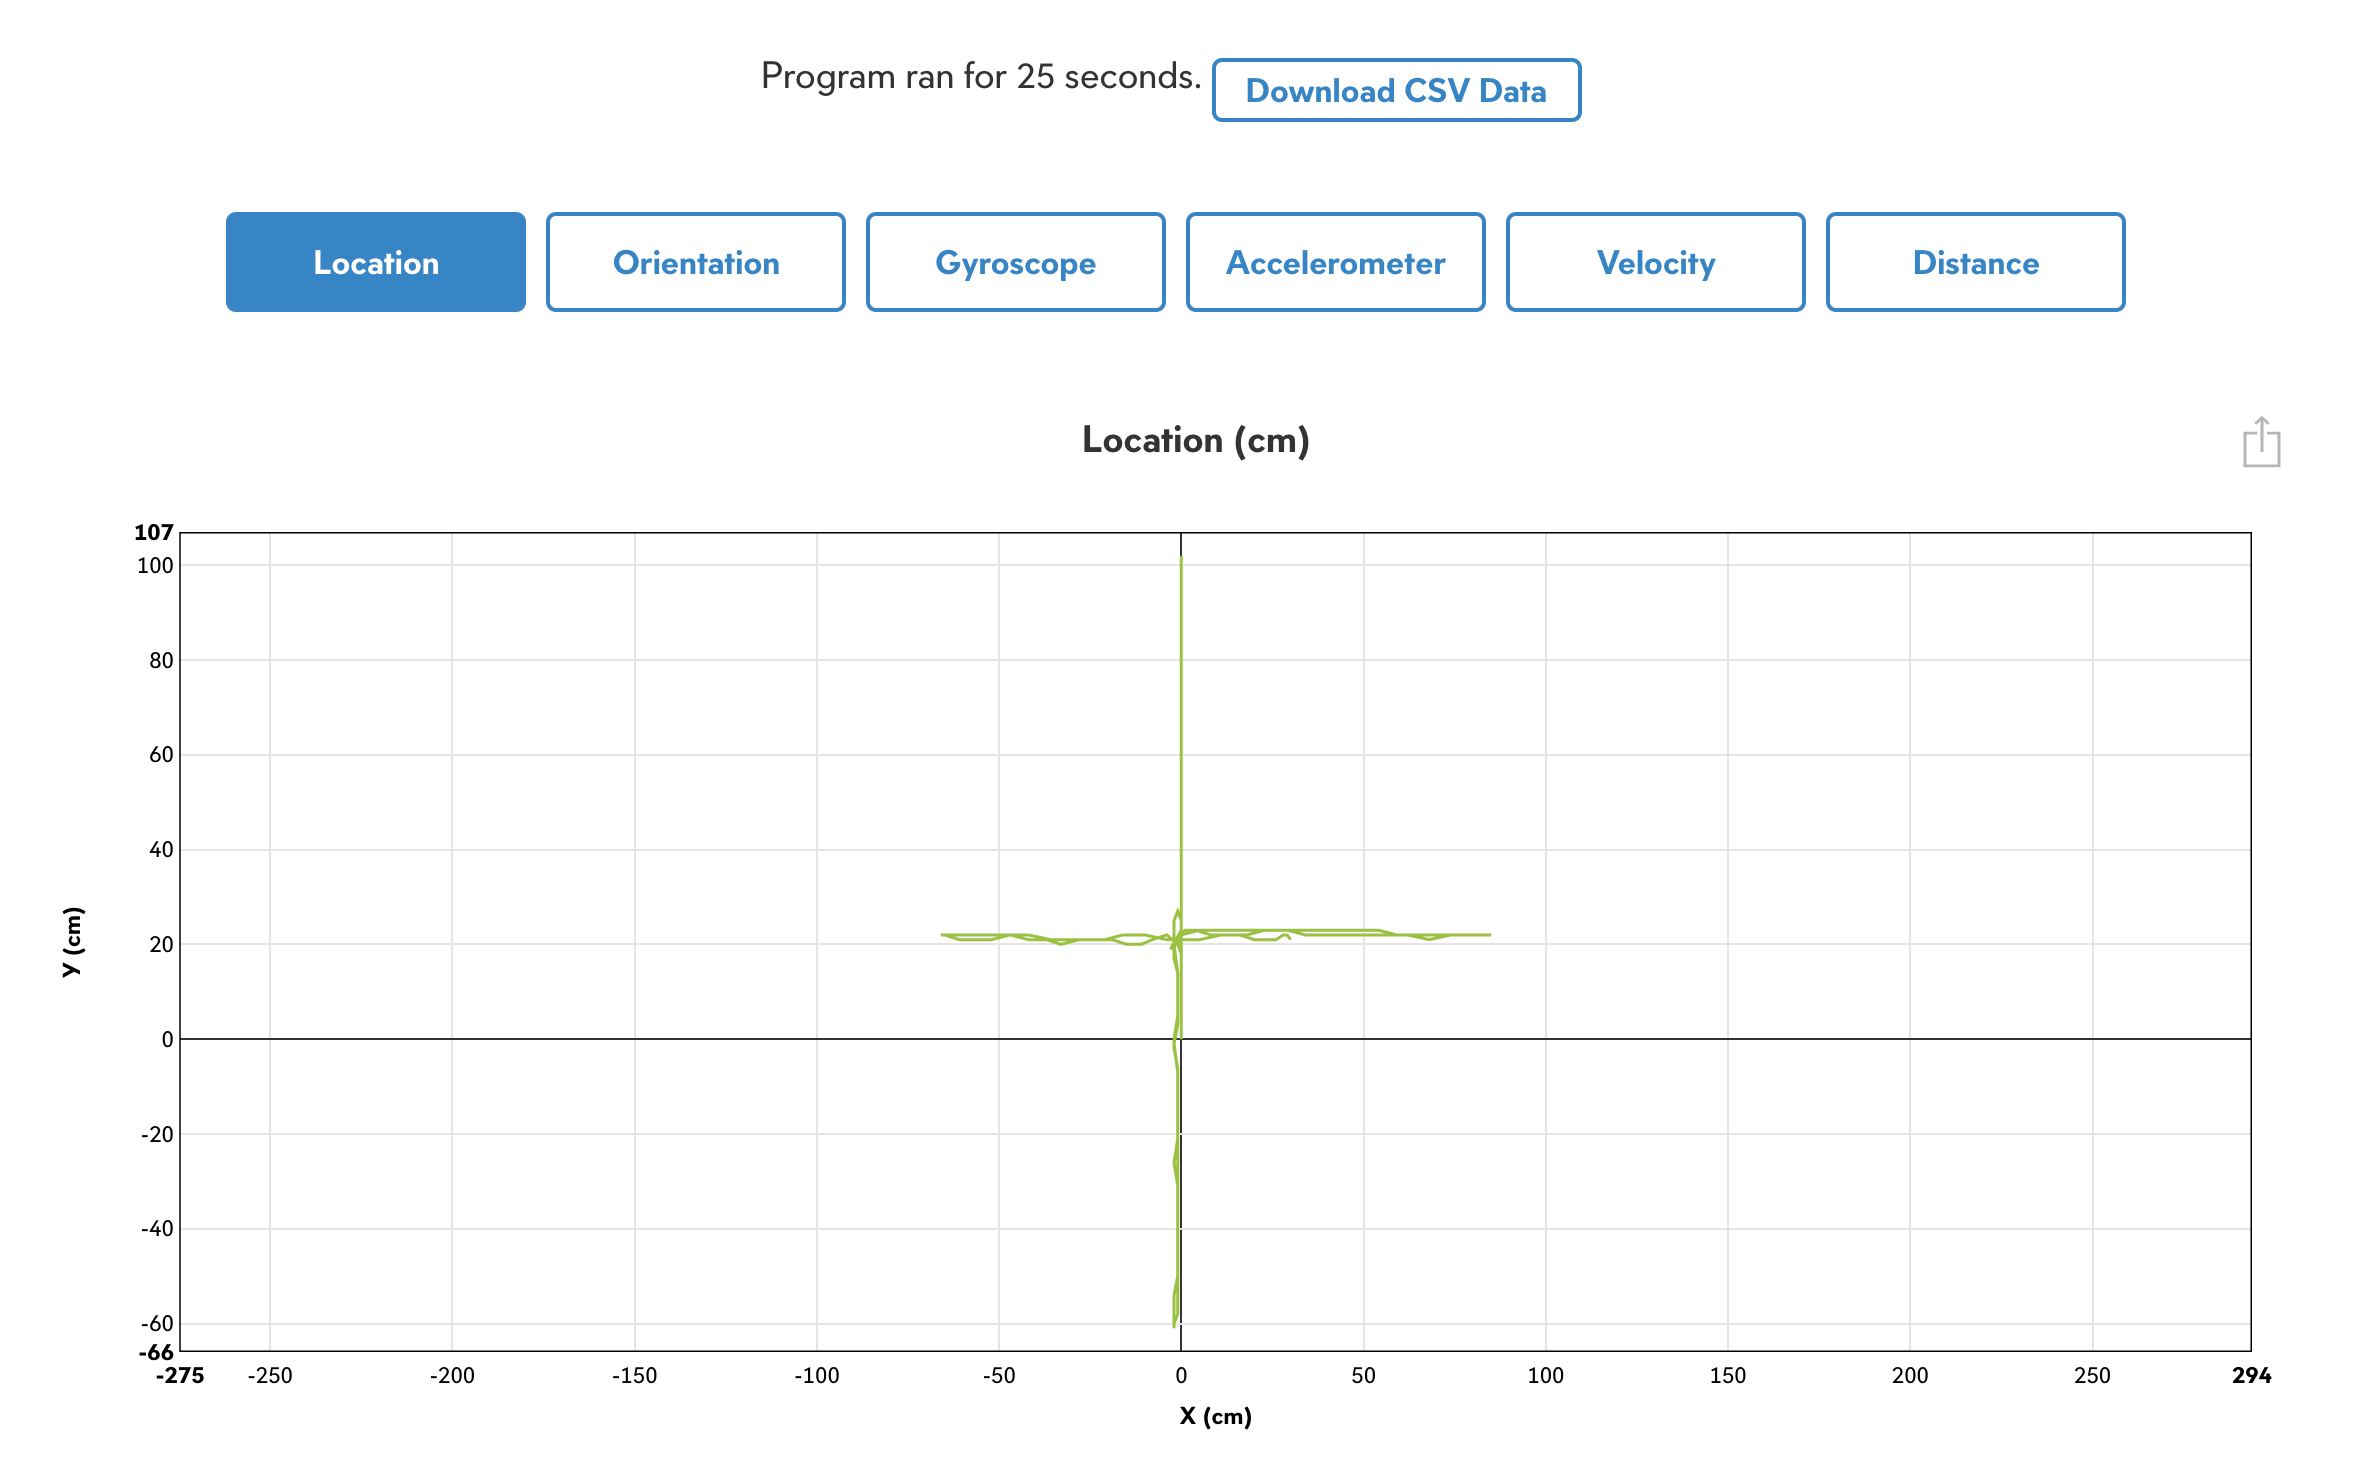 Program ran for 25 seconds. Download CSV Data
Location Orientation Gyroscope Accelerometer Velocity Distance
Location (cm)
107
100
80
60
40
20
0
-20
-40
-60
-66
Y (cm)
-275 -250 -200 -150 -100 -50 0 50 100 150 200 250 294
X (cm)